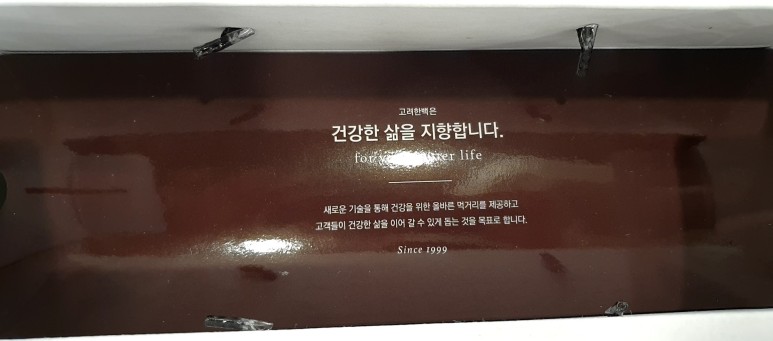 고려한백은
건강한 삶을 지향합니다.
for life
새로운 기술을 통해 건강을 위한 올바른 먹거리를 제공하고
고객들이 건강한 삶을 이어 갈 수 있게 돕는 것을 목표로 합니다.
Since 1999